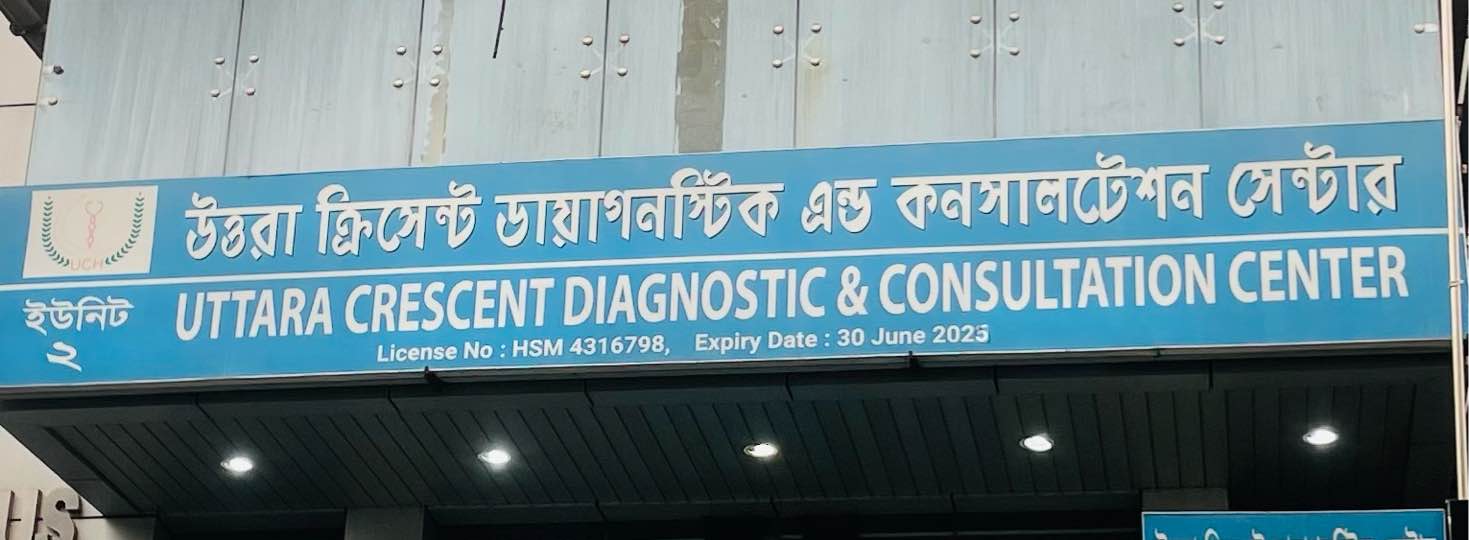 উত্তরা ক্রিসেন্ট ডায়াগনস্টিক এন্ড কনসালটেশন সেন্টার
UCH
ইউনিট
২
UTTARA CRESCENT DIAGNOSTIC & CONSULTATION CENTER
License No : HSM 4316798, Expiry Date : 30 June 2025
US